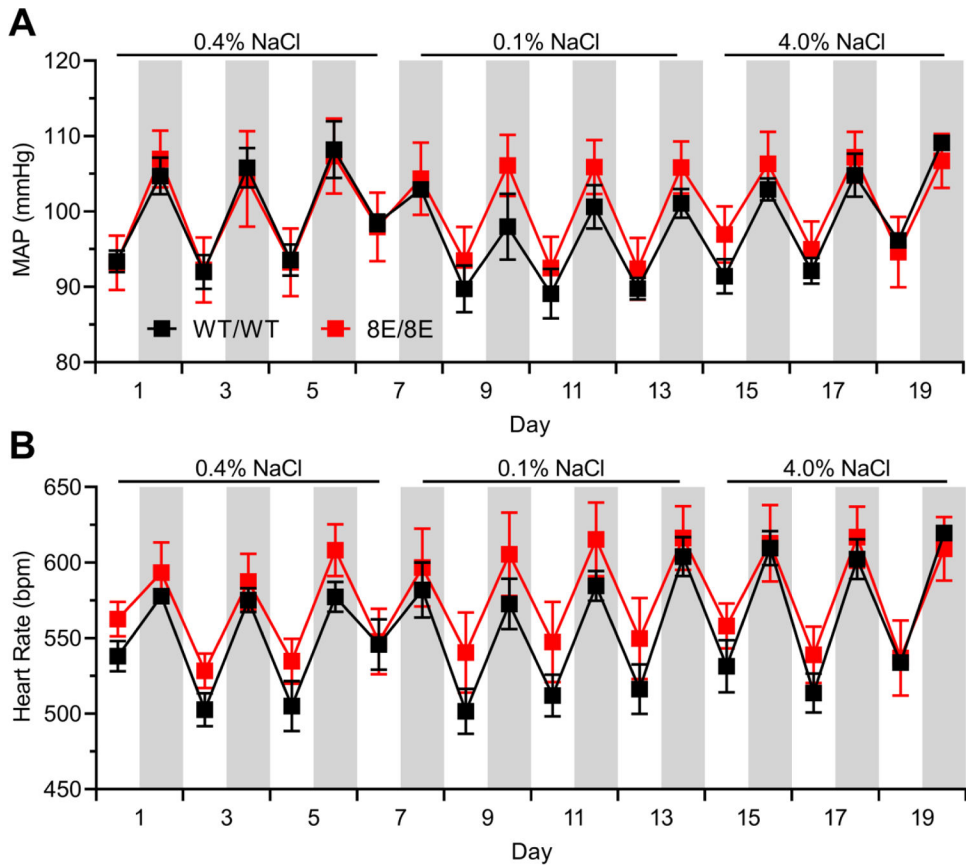 A
0.4% NaCl 0.1% NaCl 4.0% NaCl
120
110
100
90
80
MAP (mmHg)
WT/WT 8E/8E
1 3 5 7 9 11 13 15 17 19
Day
B
0.4% NaCl 0.1% NaCl 4.0% NaCl
650
600
550
500
450
Heart Rate (bpm)
1 3 5 7 9 11 13 15 17 19
Day